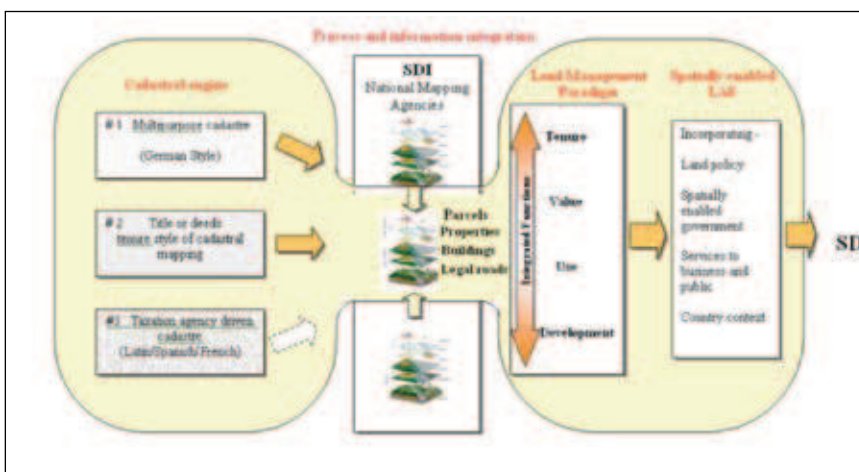 Process and information integration
Cadastral engine
#1 Multipurpose cadastre
(German Style)
#2 Title or deeds
tenure style of cadastral
mapping
#3 Taxation agency driven
cadastre
(Latin/Spanish/French)
SDI
National Mapping
Agencies
Parcels
Properties
Buildings
Legal roads
Land Management
Paradigm
Integrated Functions
Tenure
Value
Use
Development
Spatially enabled
LAS
Incorporating -
Land policy
Spatially
enabled
government
Services to
business and
public
Country context
SD